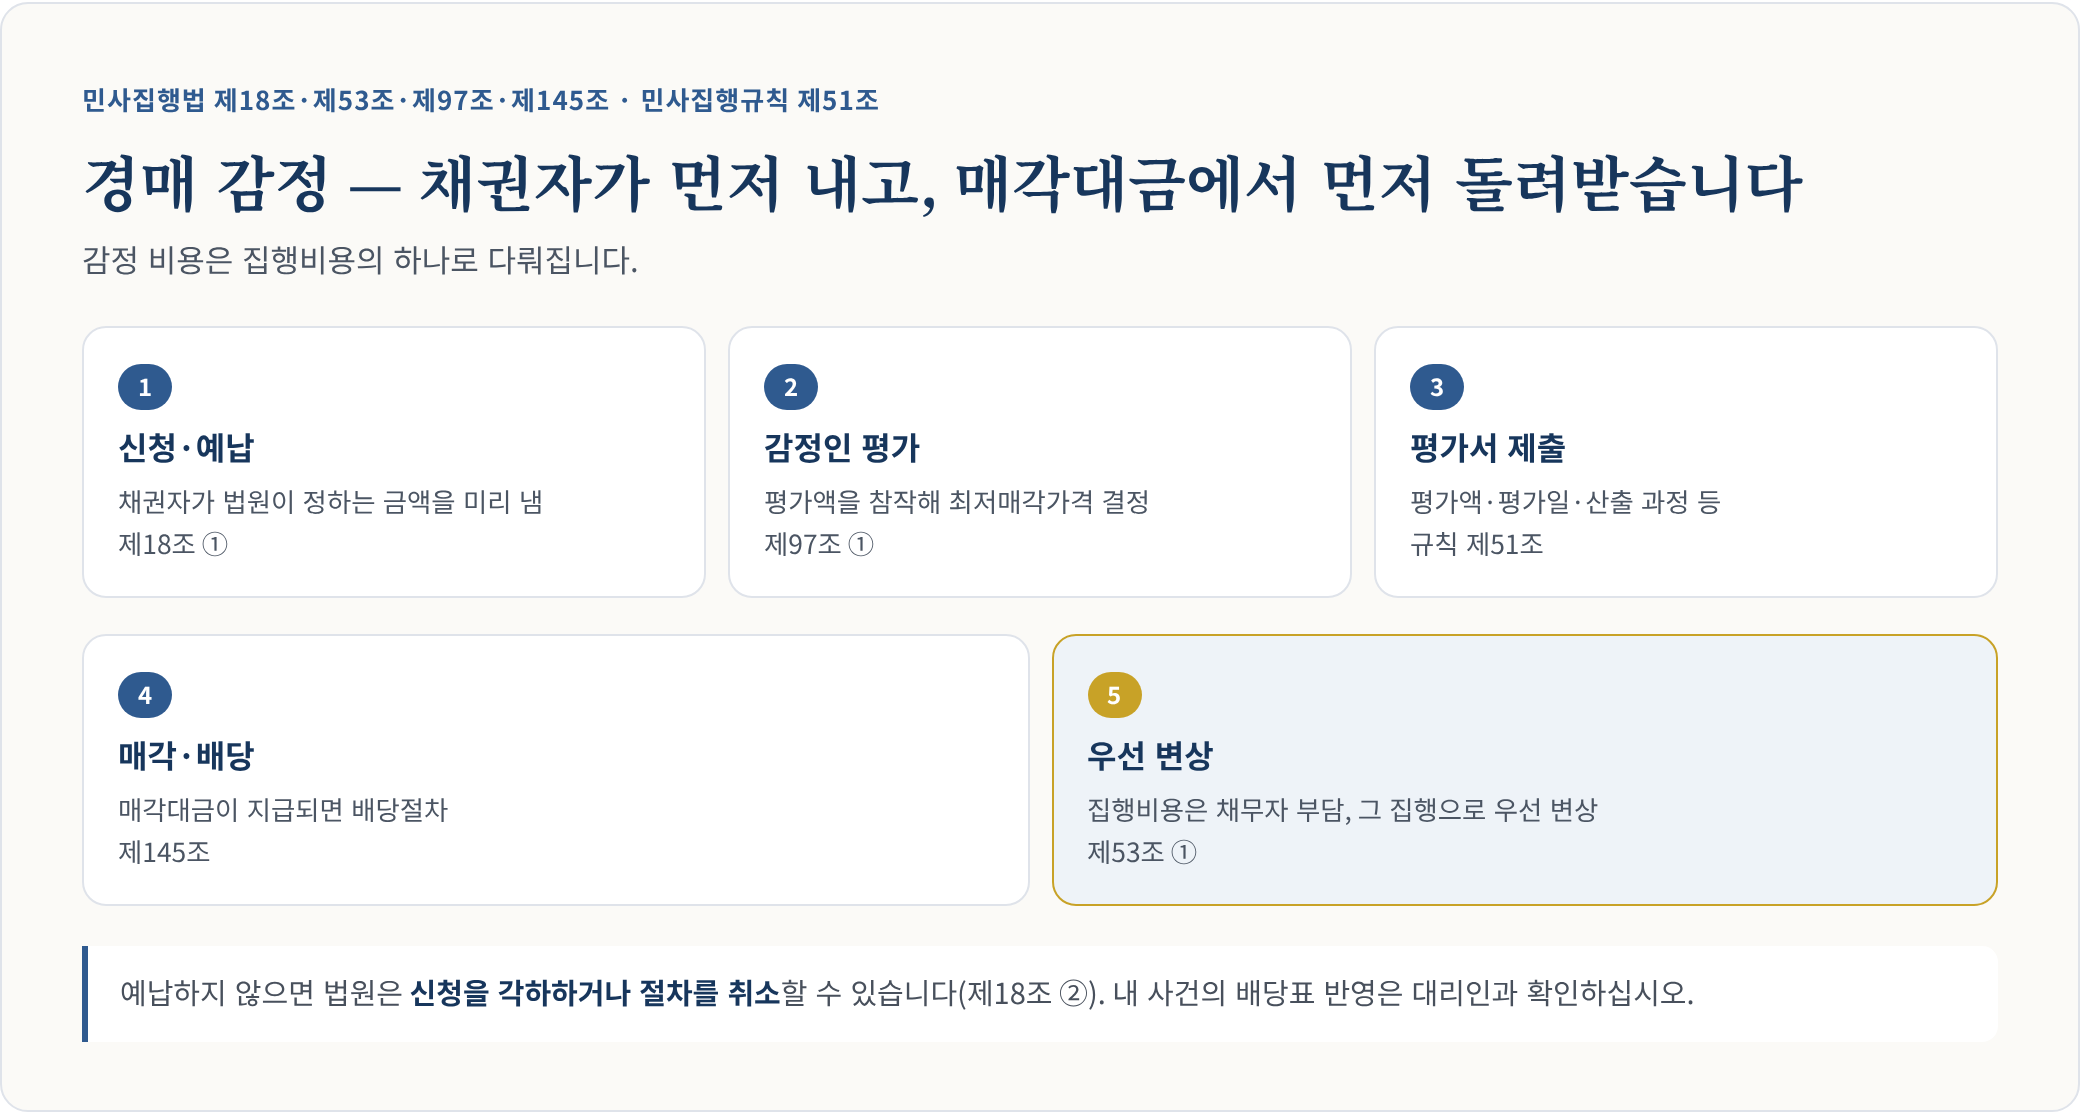 민사집행법 제18조·제53조·제97조·제145조 · 민사집행규칙 제51조
경매 감정 — 채권자가 먼저 내고, 매각대금에서 먼저 돌려받습니다
감정 비용은 집행비용의 하나로 다뤄집니다.
1
신청·예납
채권자가 법원이 정하는 금액을 미리 냄
제18조 ①
2
감정인 평가
평가액을 참작해 최저매각가격 결정
제97조 ①
3
평가서 제출
평가액·평가일·산출 과정 등
규칙 제51조
4
매각·배당
매각대금이 지급되면 배당절차
제145조
5
우선 변상
집행비용은 채무자 부담, 그 집행으로 우선 변상
제53조 ①
예납하지 않으면 법원은 신청을 각하하거나 절차를 취소할 수 있습니다(제18조 ②). 내 사건의 배당표 반영은 대리인과 확인하십시오.